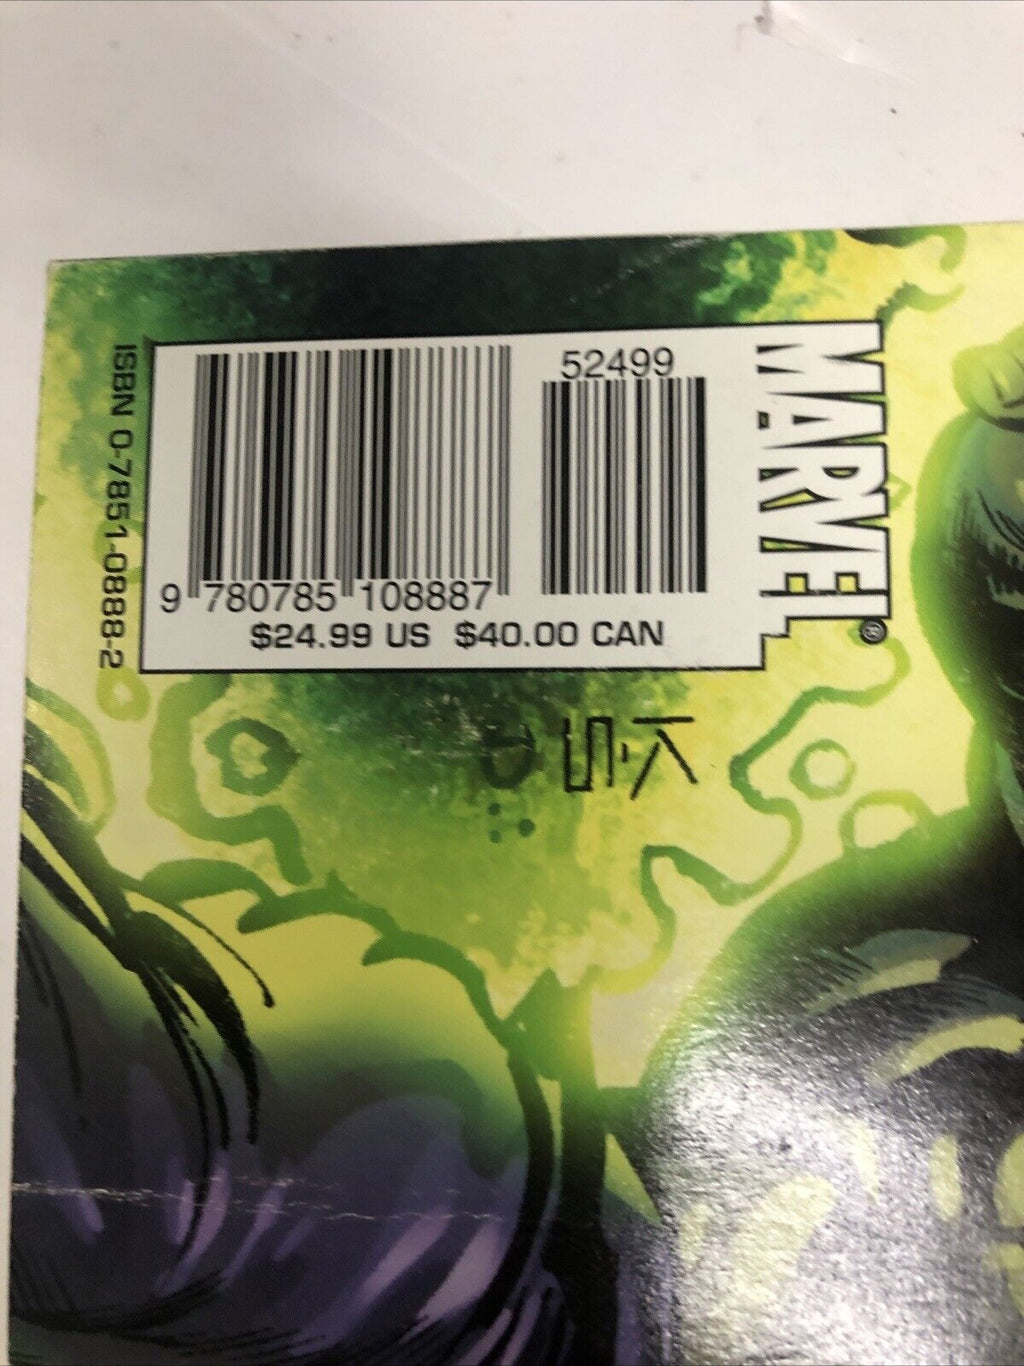 ISBN 0-7851-0888-2
52499
9 780785 108887
$24.99 US $40.00 CAN
MARVEL®